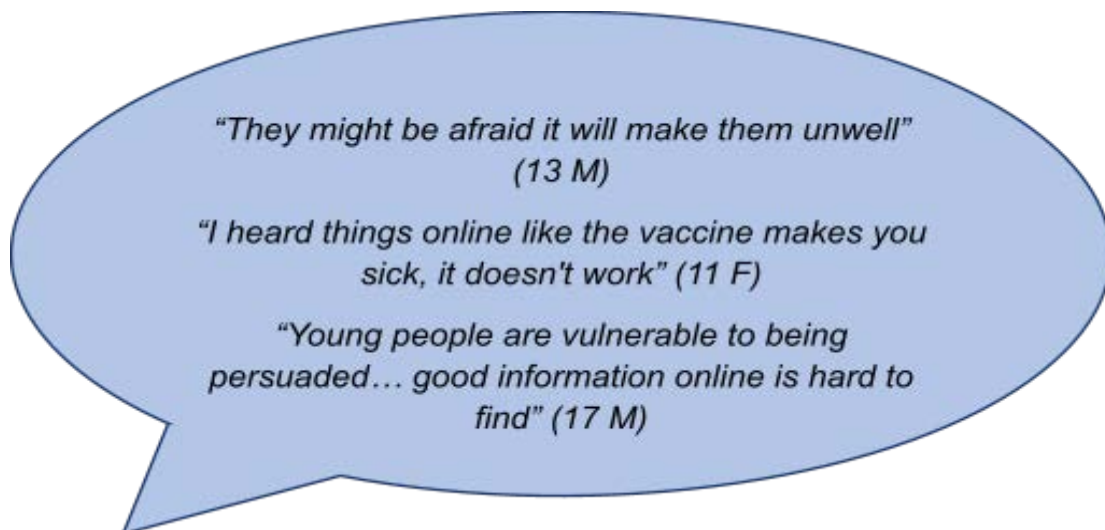 “They might be afraid it will make them unwell”
(13 M)
“I heard things online like the vaccine makes you
sick, it doesn't work” (11 F)
“Young people are vulnerable to being
persuaded… good information online is hard to
find” (17 M)